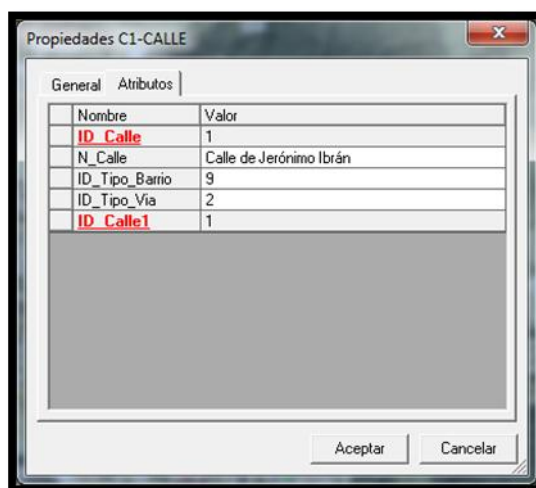 Propiedades C1-CALLE
General Atributos
Nombre Valor
ID_Calle 1
N_Calle Calle de Jerónimo Ibrán
ID_Tipo_Barrio 9
ID_Tipo_Via 2
ID_Calle1 1
Aceptar Cancelar